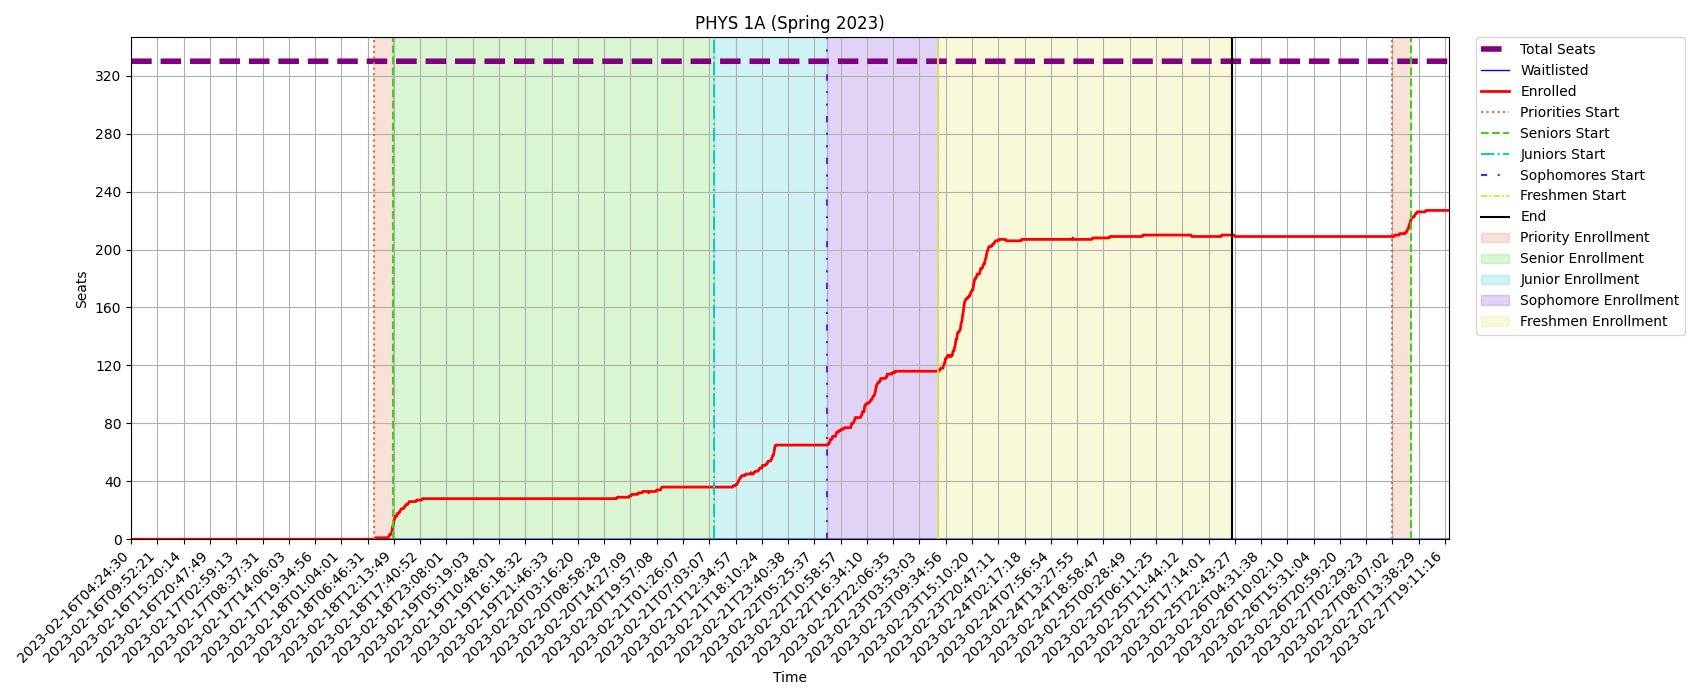 PHYS 1A (Spring 2023)
Seats
320
280
240
200
160
120
80
40
0
2023-02-16T04:24:30
2023-02-16T09:52:21
2023-02-16T15:20:14
2023-02-16T20:47:49
2023-02-17T02:59:13
2023-02-17T08:37:31
2023-02-17T14:06:03
2023-02-17T19:34:56
2023-02-18T01:04:01
2023-02-18T06:46:31
2023-02-18T12:13:49
2023-02-18T17:40:52
2023-02-18T23:08:01
2023-02-19T05:19:03
2023-02-19T10:48:01
2023-02-19T16:18:32
2023-02-19T21:46:33
2023-02-20T03:16:20
2023-02-20T08:58:28
2023-02-20T14:27:09
2023-02-20T19:57:08
2023-02-21T01:26:07
2023-02-21T07:03:07
2023-02-21T12:34:57
2023-02-21T18:10:24
2023-02-21T23:40:38
2023-02-22T05:25:37
2023-02-22T10:58:57
2023-02-22T16:34:10
2023-02-22T22:06:35
2023-02-23T03:53:03
2023-02-23T09:34:56
2023-02-23T15:10:20
2023-02-23T20:47:11
2023-02-24T02:17:18
2023-02-24T07:56:54
2023-02-24T13:27:55
2023-02-24T18:58:47
2023-02-25T00:28:49
2023-02-25T06:11:25
2023-02-25T11:44:12
2023-02-25T17:14:01
2023-02-25T22:43:27
2023-02-26T04:31:38
2023-02-26T10:02:10
2023-02-26T15:31:04
2023-02-26T20:59:20
2023-02-27T02:29:23
2023-02-27T08:07:02
2023-02-27T13:38:29
2023-02-27T19:11:16
Time
Total Seats
Waitlisted
Enrolled
Priorities Start
Seniors Start
Juniors Start
Sophomores Start
Freshmen Start
End
Priority Enrollment
Senior Enrollment
Junior Enrollment
Sophomore Enrollment
Freshmen Enrollment